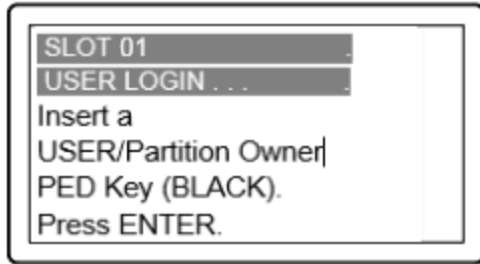 SLOT 01 .
USER LOGIN . . . .
Insert a
USER/Partition Owner
PED Key (BLACK).
Press ENTER.